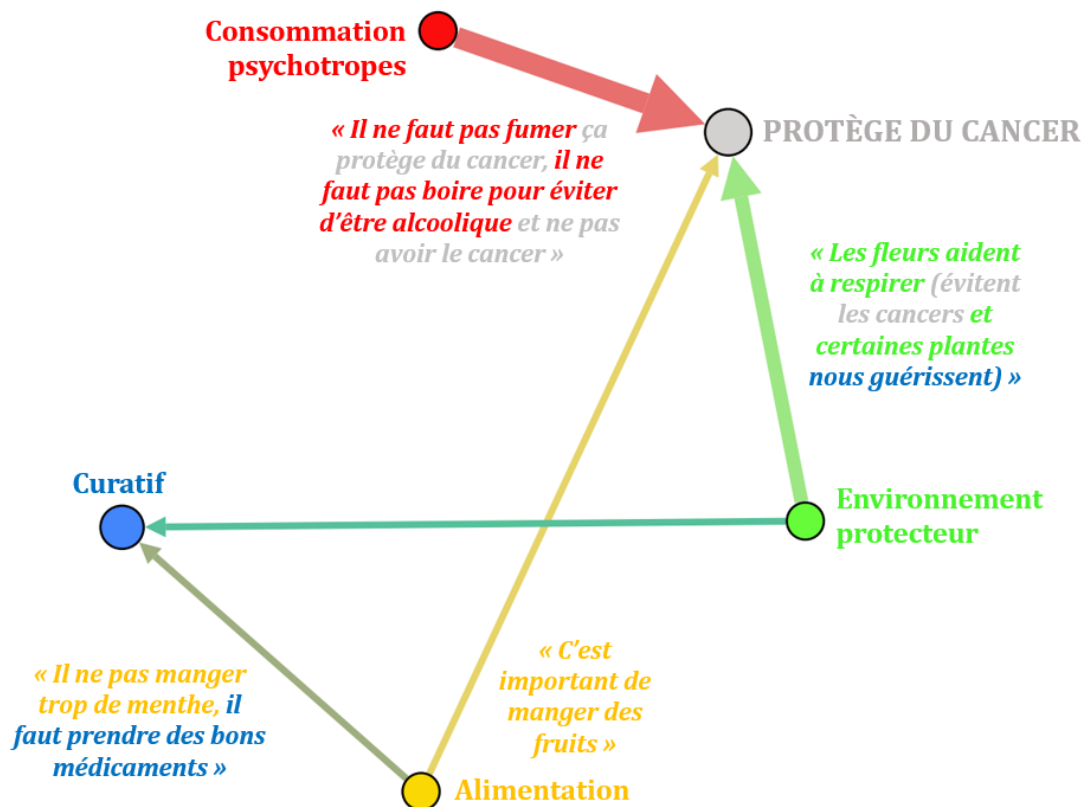 Consommation
psychotropes
PROTÈGE DU CANCER
« Il ne faut pas fumer ça
protège du cancer, il ne
faut pas boire pour éviter
d'être alcoolique et ne pas
avoir le cancer »
« Les fleurs aident
à respirer (évitent
les cancers et
certaines plantes
nous guérissent) »
Curatif
Environnement
protecteur
« Il ne pas manger
trop de menthe, il
faut prendre des bons
médicaments »
« C'est
important de
manger des
fruits »
Alimentation